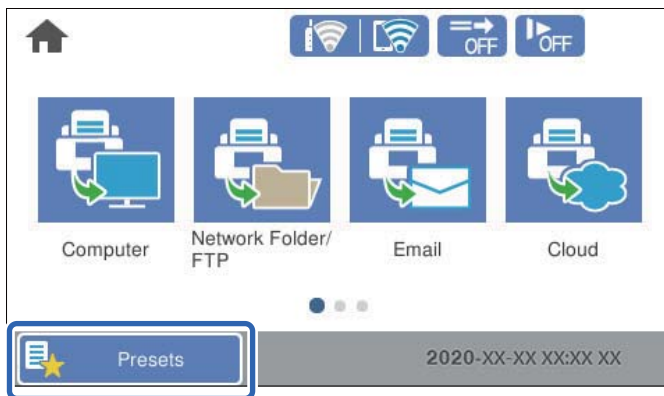 OFF
OFF
Computer
Network Folder/
FTP
Email
Cloud
Presets
2020-XX-XX XX:XX XX